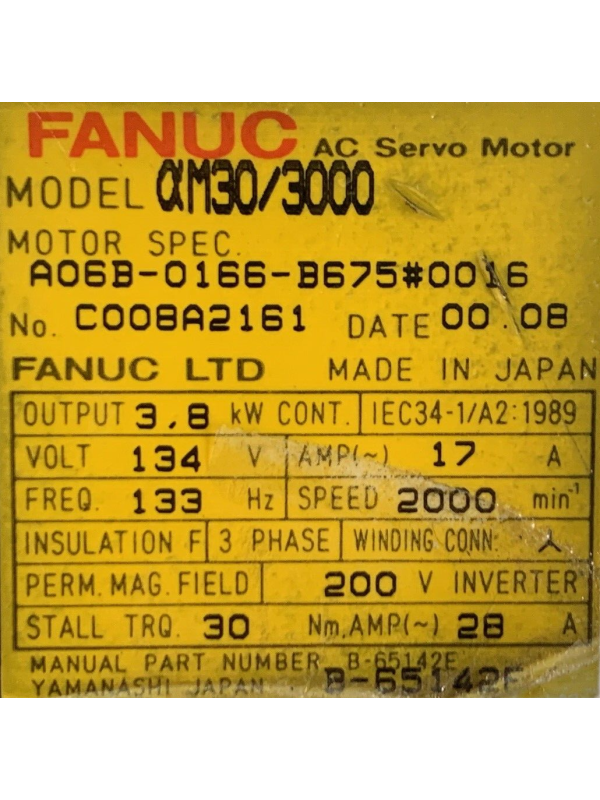 FANUC AC Servo Motor
MODEL αM30/3000
MOTOR SPEC.
A06B-0166-B675#0016
No. C008A2161 DATE 00.08
FANUC LTD MADE IN JAPAN
OUTPUT 3.8 kW CONT. IEC34-1/A2:1989
VOLT 134 V AMP(~) 17 A
FREQ. 133 Hz SPEED 2000 min⁻¹
INSULATION F 3 PHASE WINDING CONN. ⅄
PERM. MAG. FIELD 200 V INVERTER
STALL TRQ. 30 Nm, AMP(~) 28 A
MANUAL PART NUMBER B-65142E
YAMANASHI JAPAN. B-65142E